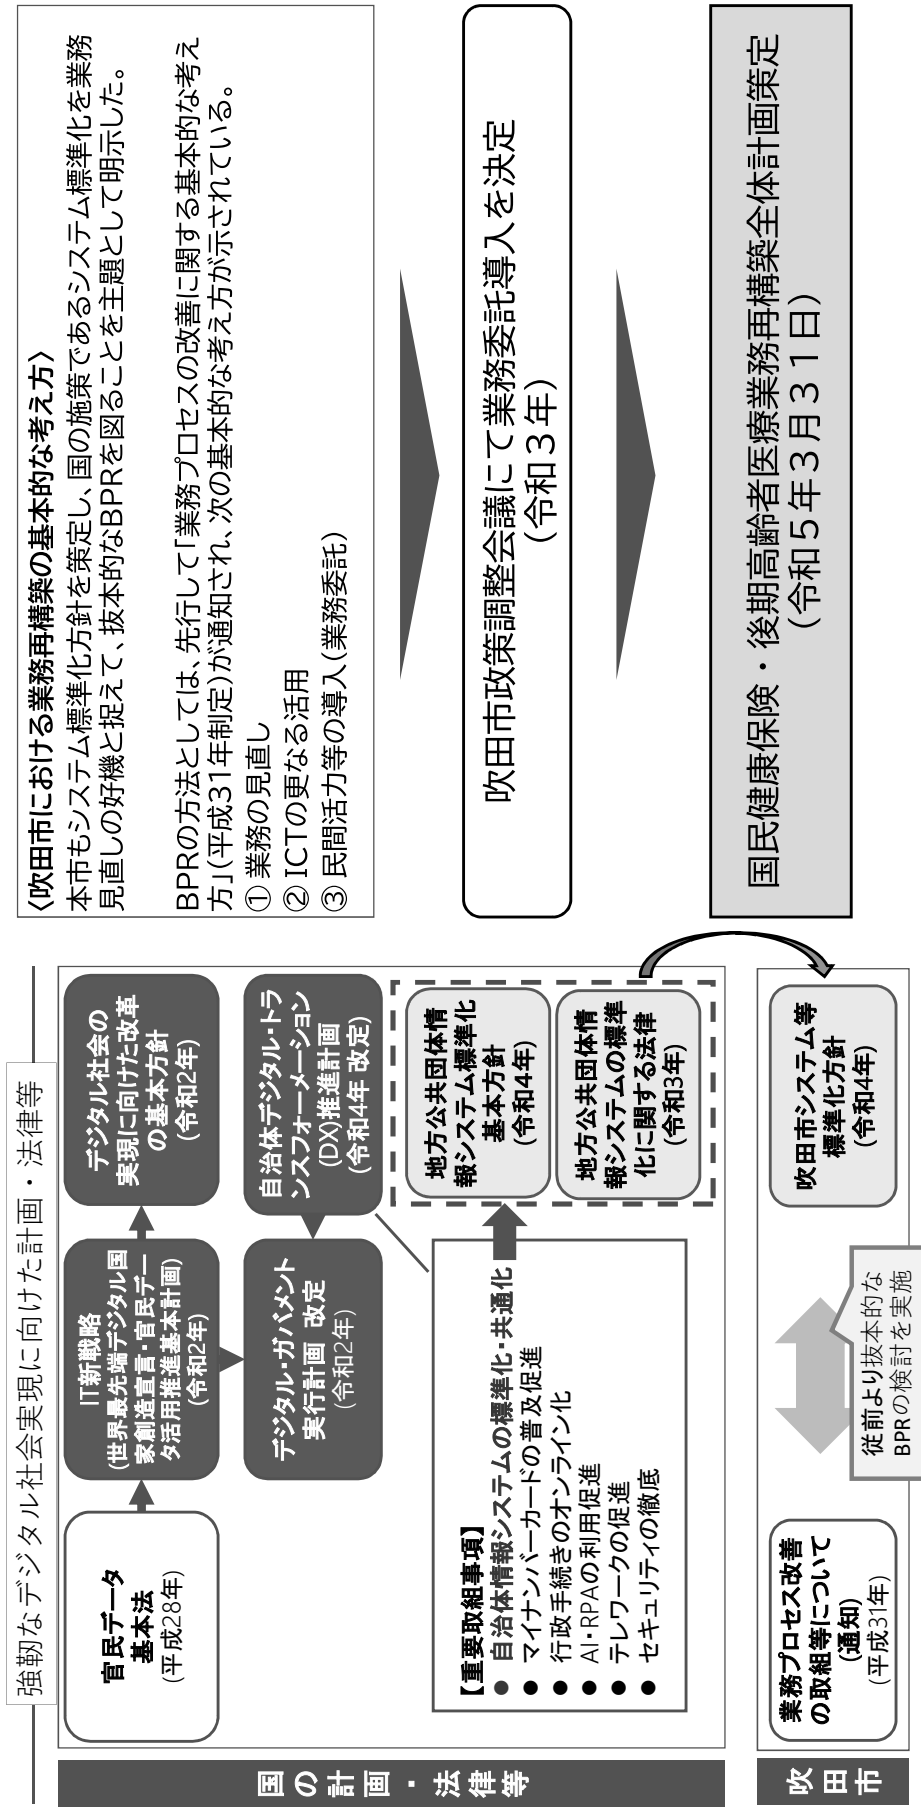 強靭なデジタル社会実現に向けた計画・法律等
国の計画・法律等
官民データ
基本法
(平成28年)
IT新戦略
(世界最先端デジタル国
家創造宣言・官民デー
タ活用推進基本計画)
(令和2年)
デジタル社会の
実現に向けた改革
の基本方針
(令和2年)
デジタル・ガバメント
実行計画 改定
(令和2年)
自治体デジタル・トラ
ンスフォーメーション
(DX)推進計画
(令和4年 改定)
【重要取組事項】
● 自治体情報システムの標準化・共通化
● マイナンバーカードの普及促進
● 行政手続きのオンライン化
● AI・RPAの利用促進
● テレワークの促進
● セキュリティの徹底
地方公共団体情
報システム標準化
基本方針
(令和4年)
地方公共団体情
報システムの標準
化に関する法律
(令和3年)
吹田市
業務プロセス改善
の取組等について
(通知)
(平成31年)
従前より抜本的な
BPRの検討を実施
吹田市システム等
標準化方針
(令和4年)
〈吹田市における業務再構築の基本的な考え方〉
本市もシステム標準化方針を策定し、国の施策であるシステム標準化を業務
見直しの好機と捉えて、抜本的なBPRを図ることを主題として明示した。
BPRの方法としては、先行して「業務プロセスの改善に関する基本的な考え
方」(平成31年制定)が通知され、次の基本的な考え方が示されている。
① 業務の見直し
② ICTの更なる活用
③ 民間活力等の導入(業務委託)
吹田市政策調整会議にて業務委託導入を決定
(令和3年)
国民健康保険・後期高齢者医療業務再構築全体計画策定
(令和5年3月31日)